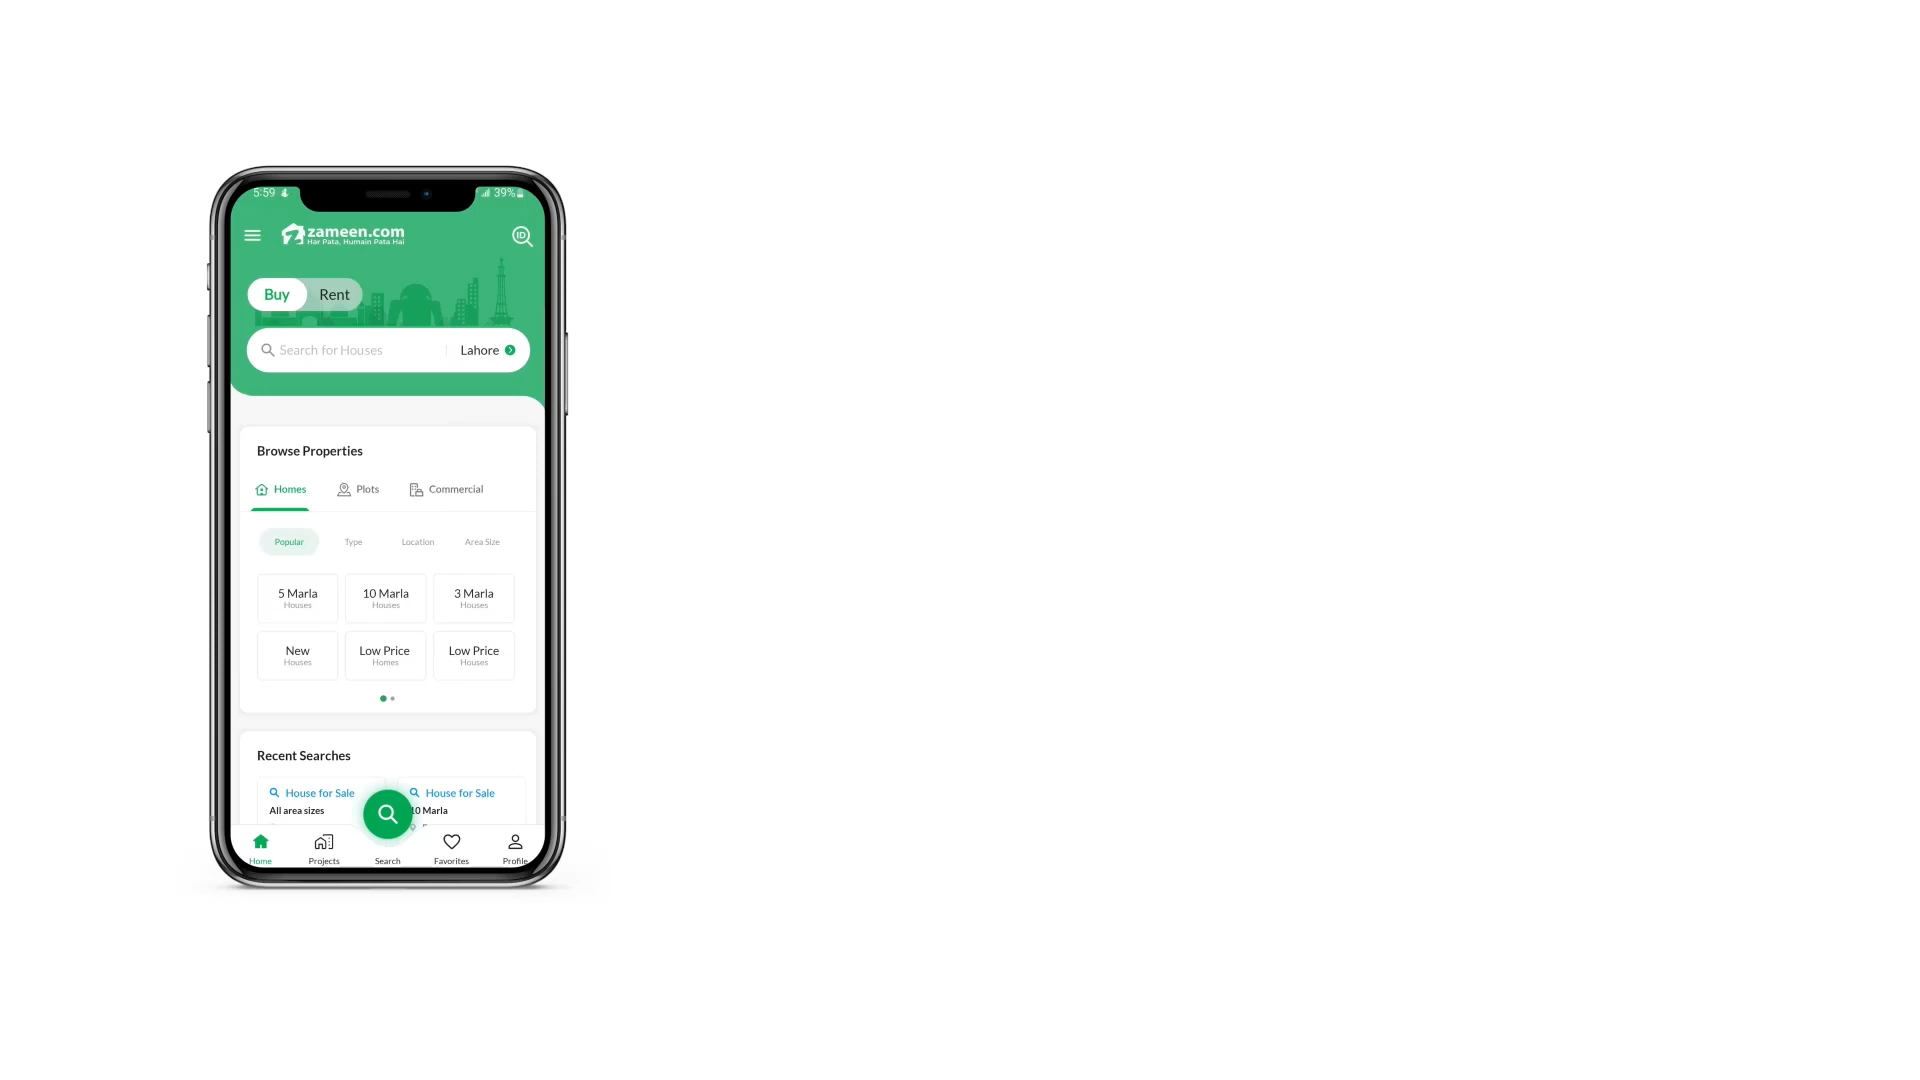 5:59
39%
zameen.com
Har Pata, Humain Pata Hai
ID
Buy Rent
Search for Houses Lahore
Browse Properties
Homes Plots Commercial
Popular Type Location Area Size
5 Marla 10 Marla 3 Marla
Houses Houses Houses
New Low Price Low Price
Houses Homes Houses
Recent Searches
House for Sale House for Sale
All area sizes 10 Marla
Home Projects Search Favorites Profile